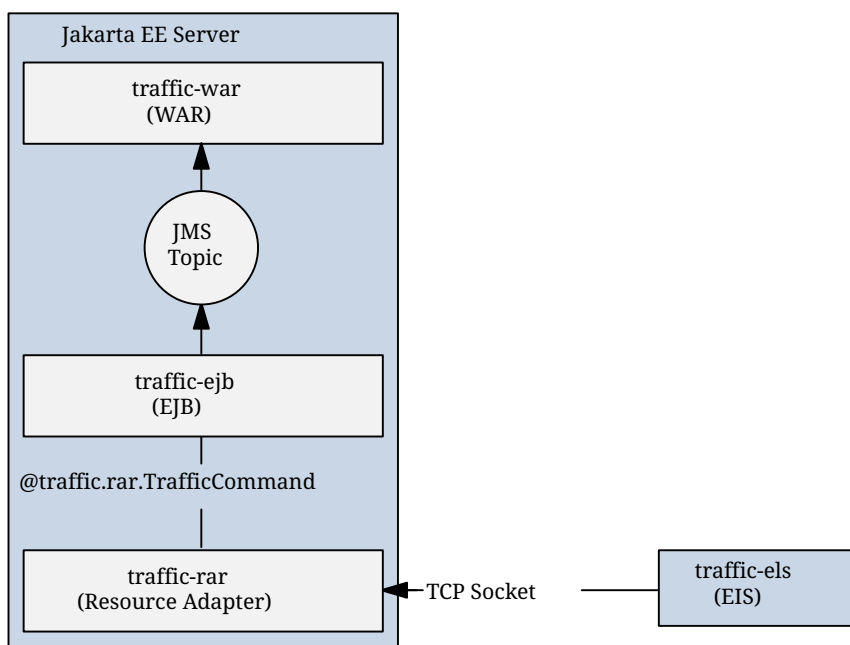 Jakarta EE Server
traffic-war
(WAR)
JMS
Topic
traffic-ejb
(EJB)
@traffic.rar.TrafficCommand
traffic-rar
(Resource Adapter)
TCP Socket
traffic-els
(EIS)